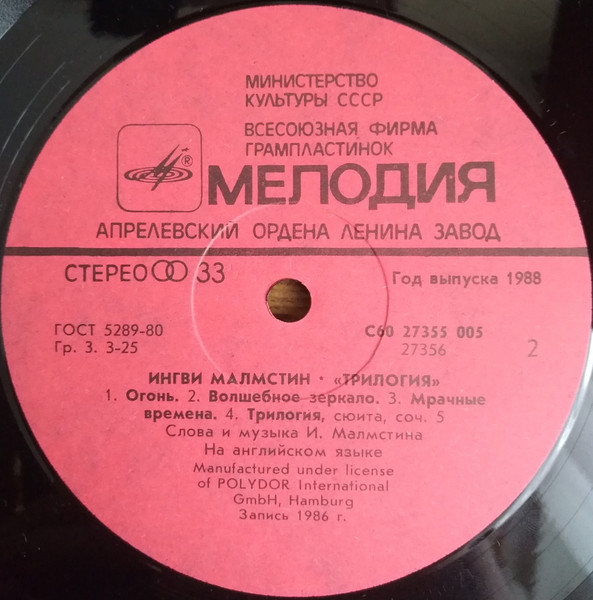 МИНИСТЕРСТВО
КУЛЬТУРЫ СССР
ВСЕСОЮЗНАЯ ФИРМА
ГРАМПЛАСТИНОК
®
МЕЛОДИЯ
АПРЕЛЕВСКИЙ ОРДЕНА ЛЕНИНА ЗАВОД
СТЕРЕО 33
Год выпуска 1988
ГОСТ 5289-80
С60 27355 005
Гр. 3. 3-25
27356
2
ИНГВИ МАЛМСТИН · «ТРИЛОГИЯ»
1. Огонь. 2. Волшебное зеркало. 3. Мрачные
времена. 4. Трилогия, сюита, соч. 5
Слова и музыка И. Малмстина
На английском языке
Manufactured under license
of POLYDOR International
GmbH, Hamburg
Запись 1986 г.